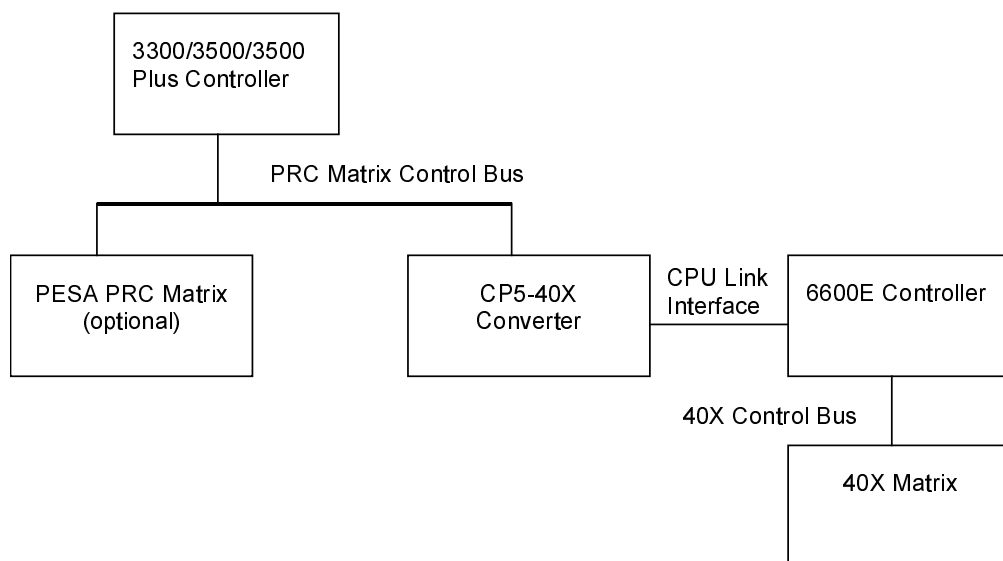 3300/3500/3500
Plus Controller
PRC Matrix Control Bus
PESA PRC Matrix
(optional)
CP5-40X
Converter
CPU Link
Interface
6600E Controller
40X Control Bus
40X Matrix